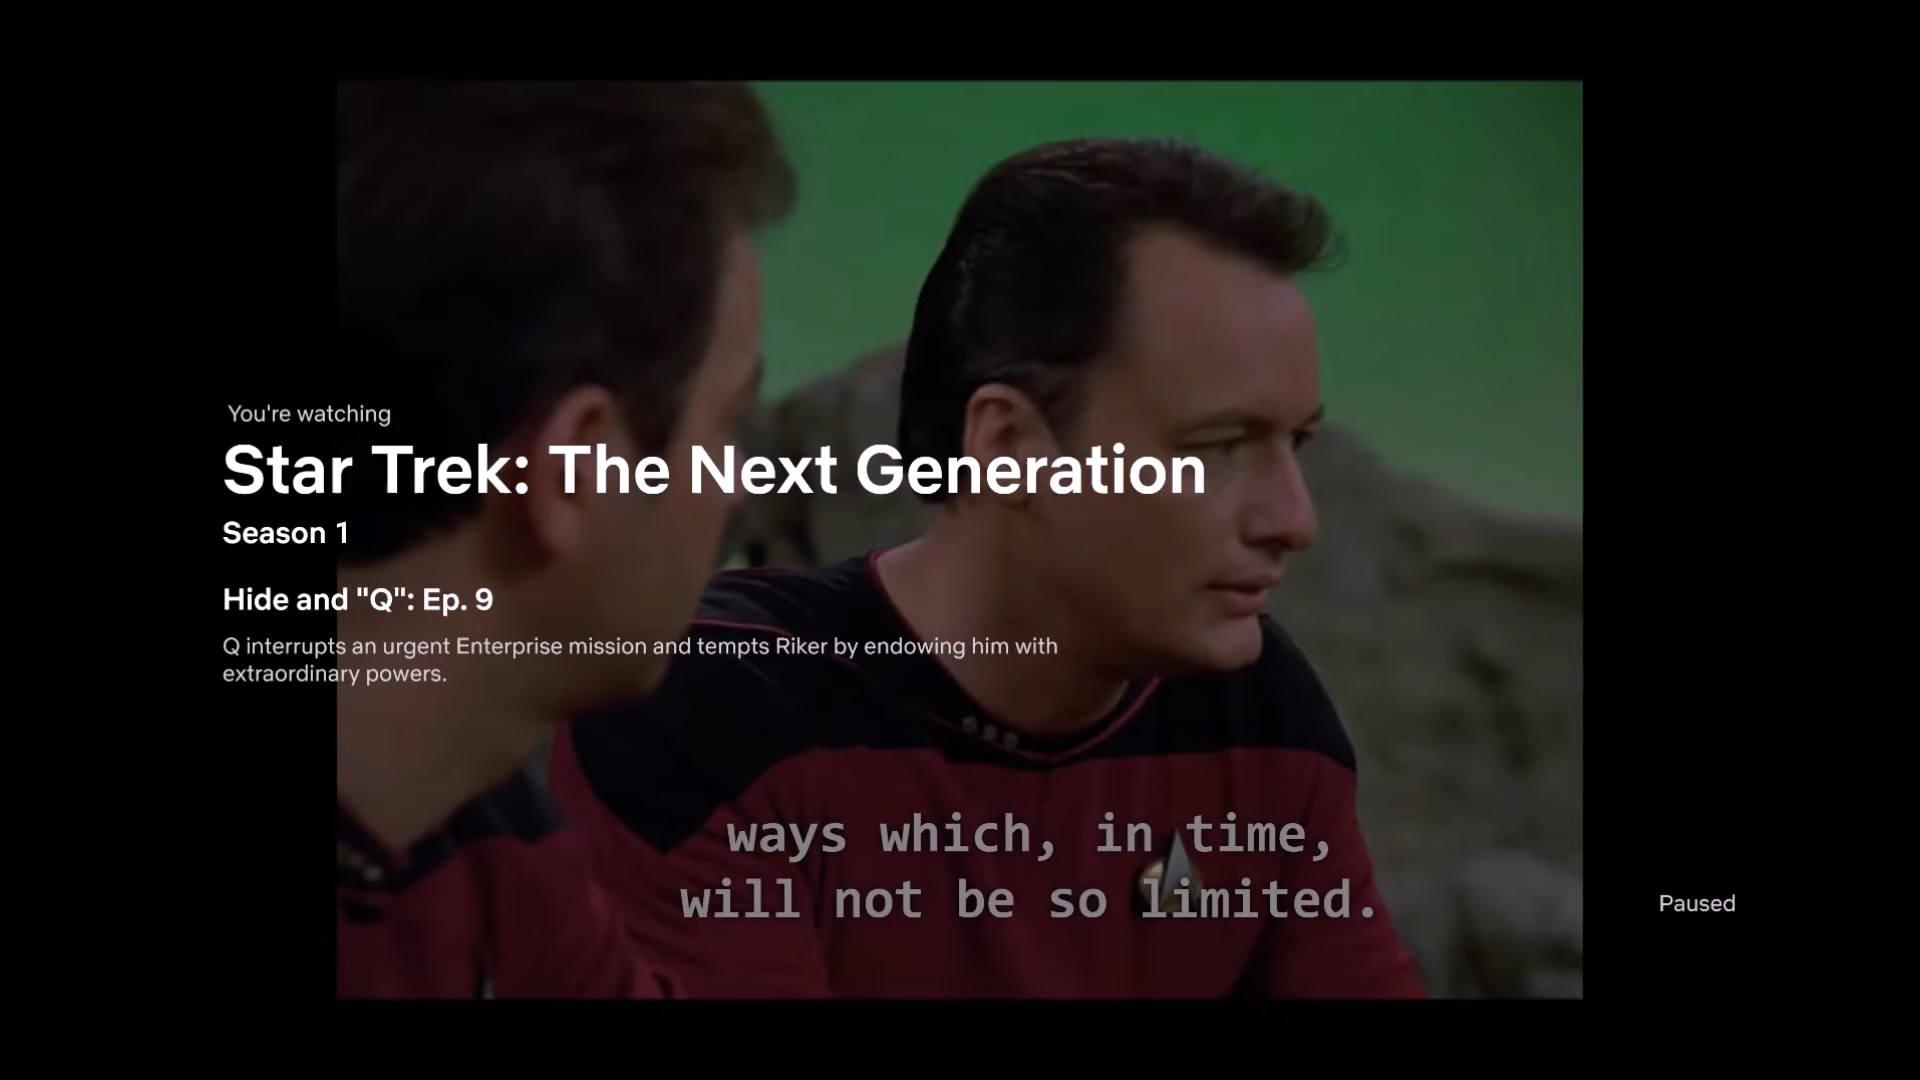 You're watching
Star Trek: The Next Generation
Season 1
Hide and "Q": Ep. 9
Q interrupts an urgent Enterprise mission and tempts Riker by endowing him with
extraordinary powers.
ways which, in time,
will not be so limited.
Paused